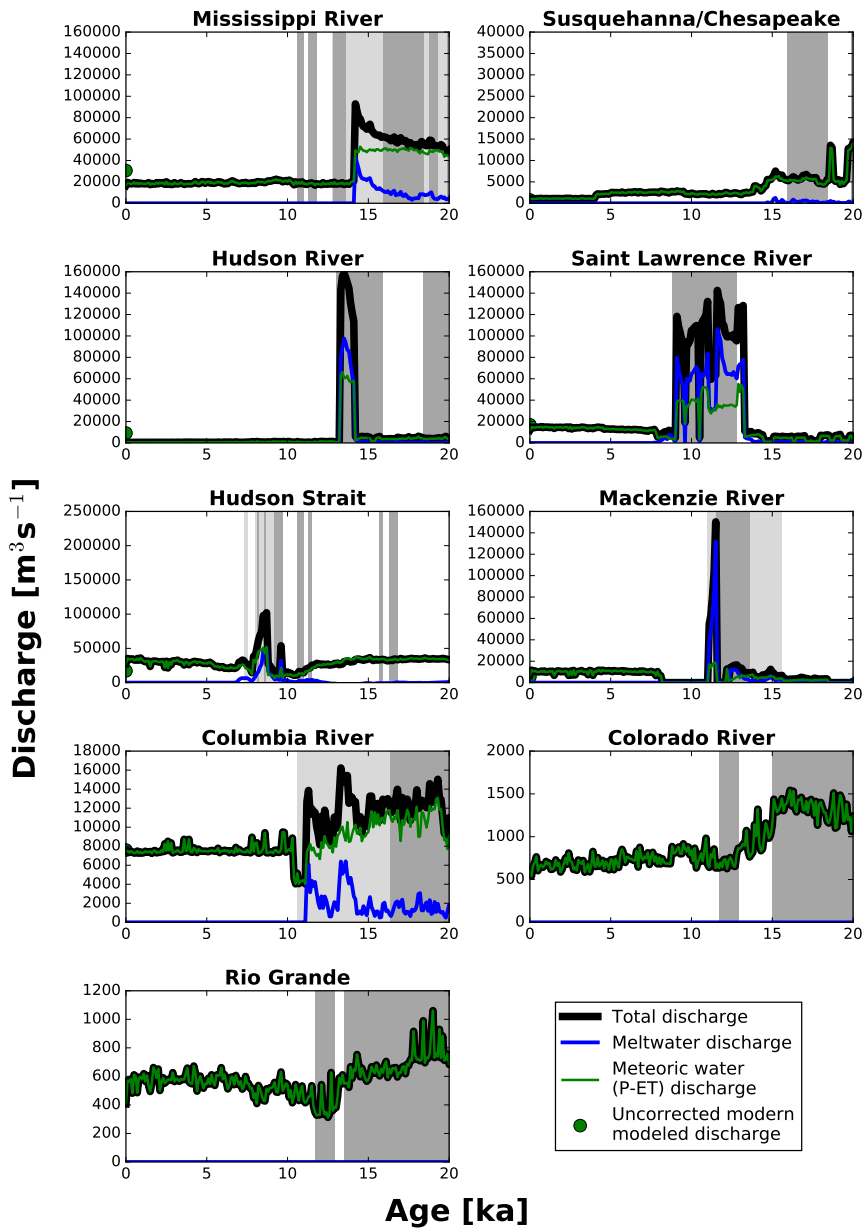 Mississippi River
160000
140000
120000
100000
80000
60000
40000
20000
0
0 5 10 15 20
Susquehanna/Chesapeake
40000
35000
30000
25000
20000
15000
10000
5000
0
0 5 10 15 20
Hudson River
160000
140000
120000
100000
80000
60000
40000
20000
0
0 5 10 15 20
Saint Lawrence River
160000
140000
120000
100000
80000
60000
40000
20000
0
0 5 10 15 20
Hudson Strait
250000
200000
150000
100000
50000
0
0 5 10 15 20
Mackenzie River
160000
140000
120000
100000
80000
60000
40000
20000
0
0 5 10 15 20
Columbia River
18000
16000
14000
12000
10000
8000
6000
4000
2000
0
0 5 10 15 20
Colorado River
2000
1500
1000
500
0
0 5 10 15 20
Rio Grande
1200
1000
800
600
400
200
0
0 5 10 15 20
Total discharge
Meltwater discharge
Meteoric water
(P-ET) discharge
Uncorrected modern
modeled discharge
Discharge [m³s⁻¹]
Age [ka]